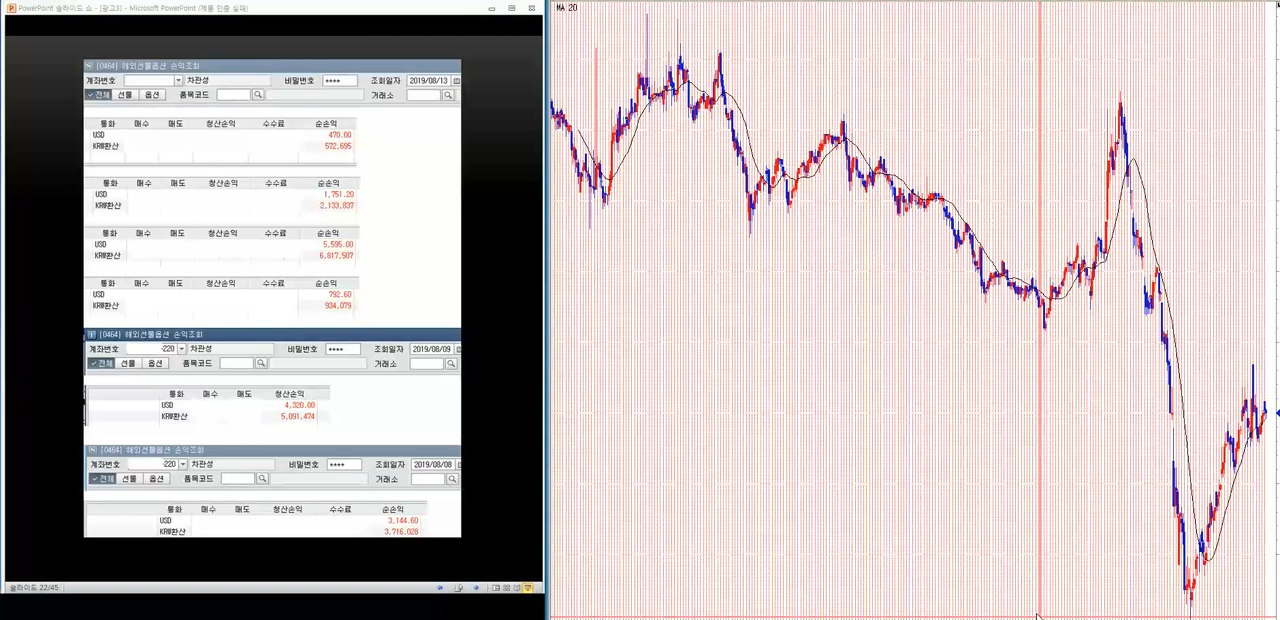 PowerPoint 슬라이드 쇼 - [광고3] - Microsoft PowerPoint (제품 인증 실패)
[0464] 해외선물옵션 손익조회
계좌번호 차관성 비밀번호 **** 조회일자 2019/08/13
전체 선물 옵션 품목코드 거래소
통화 매수 매도 청산손익 수수료 순손익
USD 470.00
KRW환산 572,695
통화 매수 매도 청산손익 수수료 순손익
USD 1,751.20
KRW환산 2,133,837
통화 매수 매도 청산손익 수수료 순손익
USD 5,595.00
KRW환산 6,817,507
통화 매수 매도 청산손익 수수료 순손익
USD 792.60
KRW환산 934,079
[0464] 해외선물옵션 손익조회
계좌번호 -220 차관성 비밀번호 **** 조회일자 2019/08/09
전체 선물 옵션 품목코드 거래소
통화 매수 매도 청산손익
USD 4,320.00
KRW환산 5,091,474
[0464] 해외선물옵션 손익조회
계좌번호 -220 차관성 비밀번호 **** 조회일자 2019/08/08
전체 선물 옵션 품목코드 거래소
통화 매수 매도 청산손익 수수료 순손익
USD 3,144.60
KRW환산 3,716,028
슬라이드 22/45
MA 20